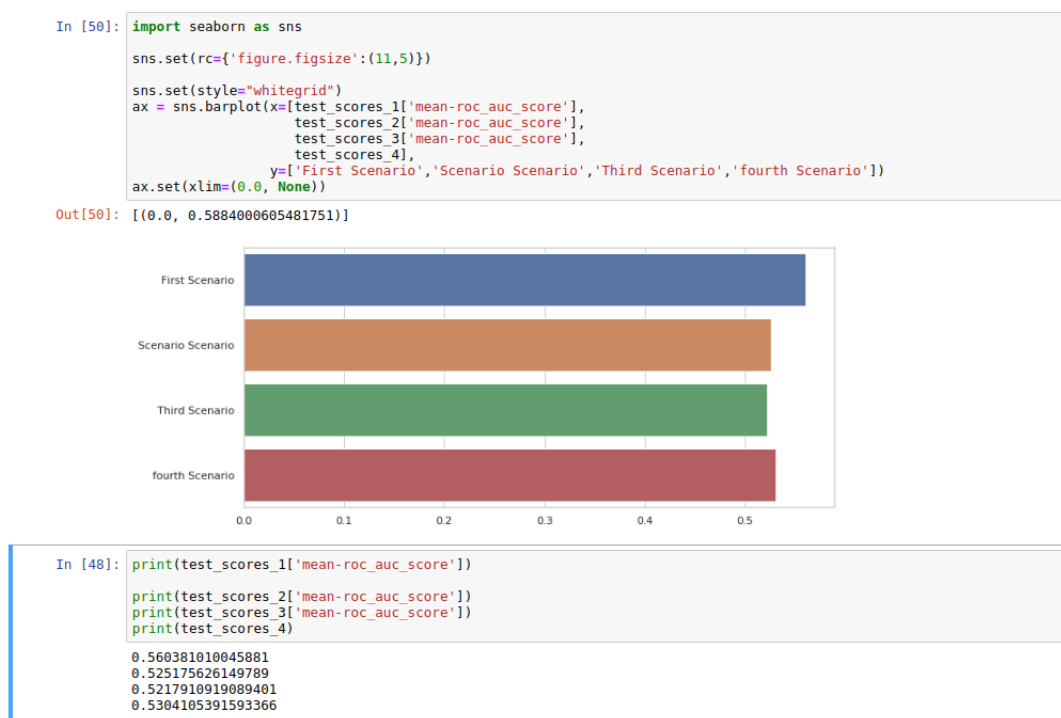 In [50]: import seaborn as sns
sns.set(rc={'figure.figsize':(11,5)})
sns.set(style="whitegrid")
ax = sns.barplot(x=[test_scores_1['mean-roc_auc_score'],
test_scores_2['mean-roc_auc_score'],
test_scores_3['mean-roc_auc_score'],
test_scores_4],
y=['First Scenario','Scenario Scenario','Third Scenario','fourth Scenario'])
ax.set(xlim=(0.0, None))
Out[50]: [(0.0, 0.5884000605481751)]
First Scenario
Scenario Scenario
Third Scenario
fourth Scenario
0.0 0.1 0.2 0.3 0.4 0.5
In [48]: print(test_scores_1['mean-roc_auc_score'])
print(test_scores_2['mean-roc_auc_score'])
print(test_scores_3['mean-roc_auc_score'])
print(test_scores_4)
0.560381010045881
0.525175626149789
0.5217910919089401
0.5304105391593366